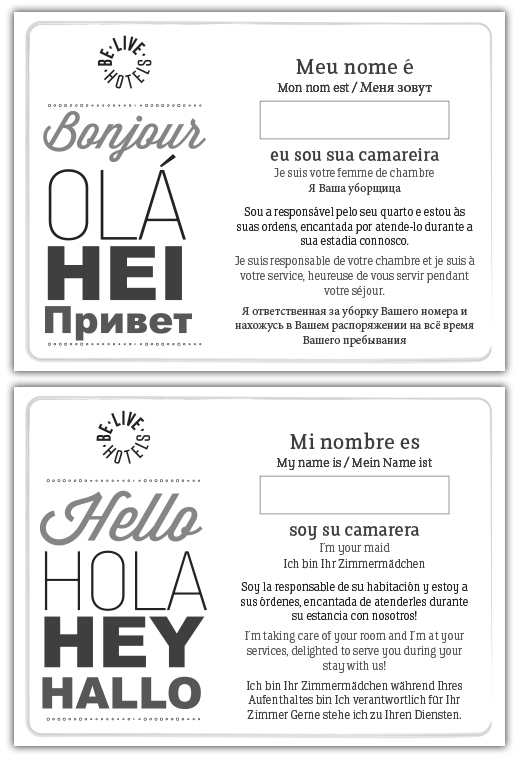 BE·LIVE·HOTELS
Bonjour
OLÁ
HEI
Привет
Meu nome é
Mon nom est / Меня зовут
eu sou sua camareira
Je suis votre femme de chambre
Я Ваша уборщица
Sou a responsável pelo seu quarto e estou às
suas ordens, encantada por atende-lo durante a
sua estadia connosco.
Je suis responsable de votre chambre et je suis à
votre service, heureuse de vous servir pendant
votre séjour.
Я ответственная за уборку Вашего номера и
нахожусь в Вашем распоряжении на всё время
Вашего пребывания
BE·LIVE·HOTELS
Hello
HOLA
HEY
HALLO
Mi nombre es
My name is / Mein Name ist
soy su camarera
I'm your maid
Ich bin Ihr Zimmermädchen
Soy la responsable de su habitación y estoy a
sus órdenes, encantada de atenderles durante
su estancia con nosotros!
I'm taking care of your room and I'm at your
services, delighted to serve you during your
stay with us!
Ich bin Ihr Zimmermädchen während Ihres
Aufenthaltes bin Ich verantwortlich für Ihr
Zimmer Gerne stehe ich zu Ihren Diensten.